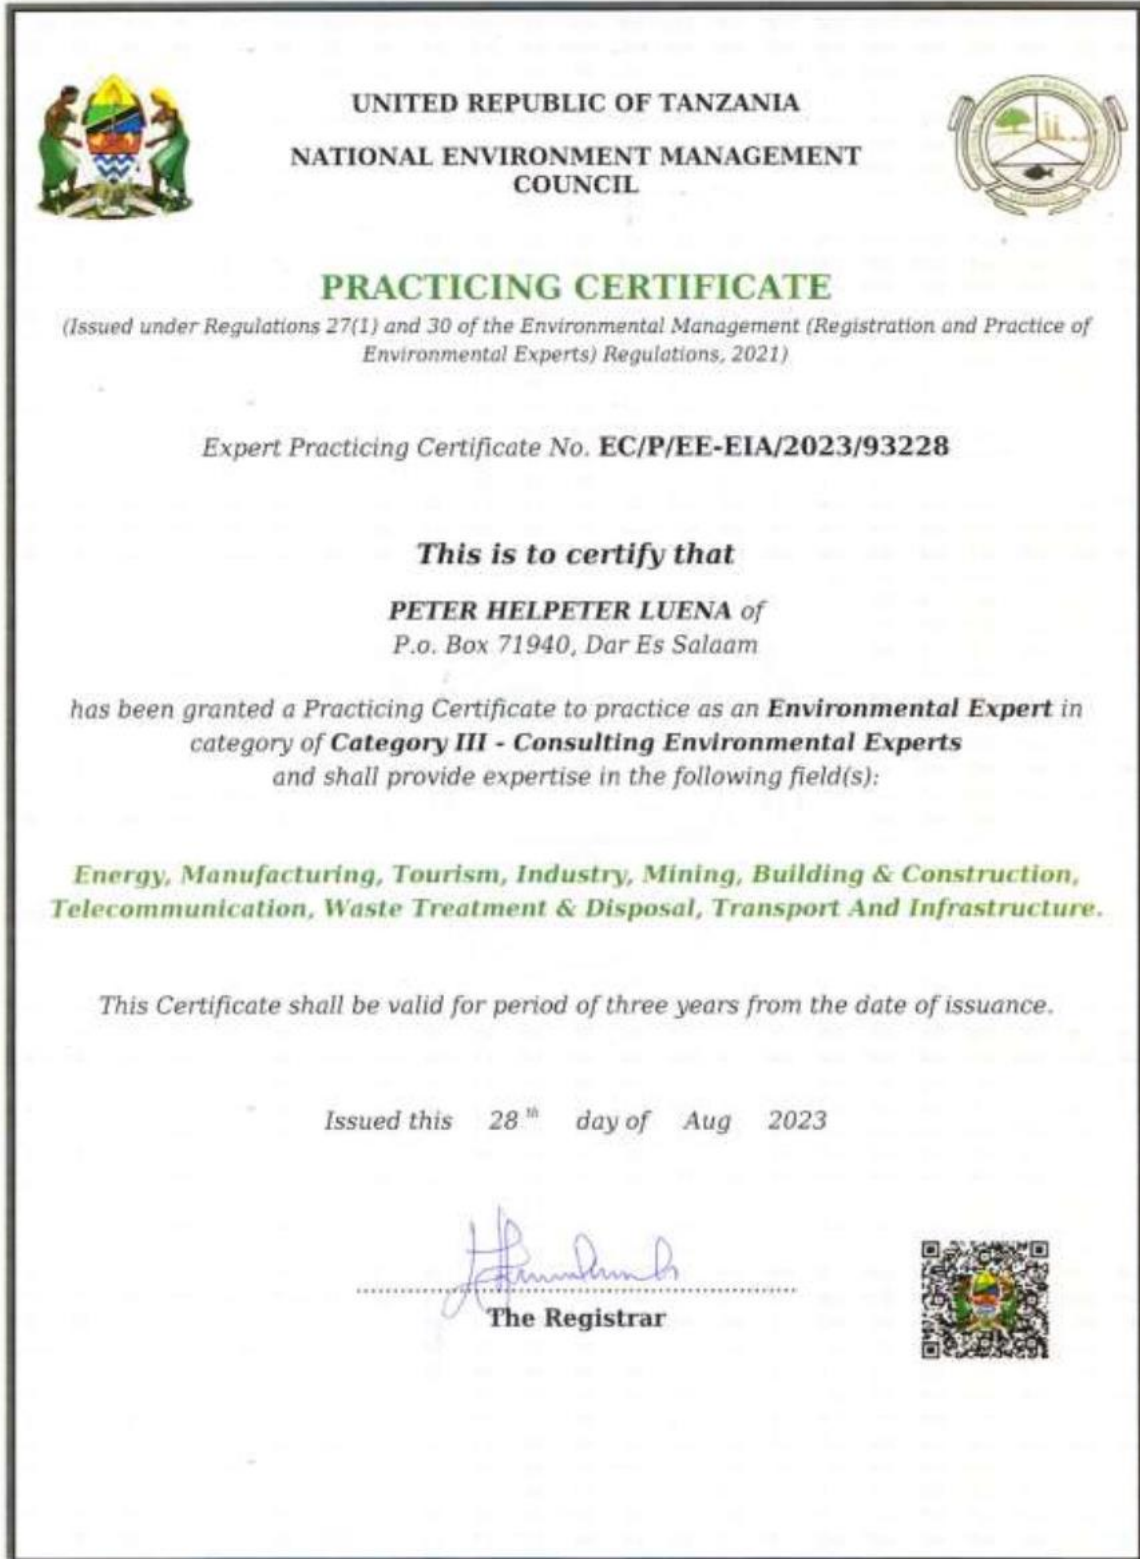 UNITED REPUBLIC OF TANZANIA
NATIONAL ENVIRONMENT MANAGEMENT
COUNCIL
PRACTICING CERTIFICATE
(Issued under Regulations 27(1) and 30 of the Environmental Management (Registration and Practice of
Environmental Experts) Regulations, 2021)
Expert Practicing Certificate No. EC/P/EE-EIA/2023/93228
This is to certify that
PETER HELPETER LUENA of
P.o. Box 71940, Dar Es Salaam
has been granted a Practicing Certificate to practice as an Environmental Expert in
category of Category III - Consulting Environmental Experts
and shall provide expertise in the following field(s):
Energy, Manufacturing, Tourism, Industry, Mining, Building & Construction,
Telecommunication, Waste Treatment & Disposal, Transport And Infrastructure.
This Certificate shall be valid for period of three years from the date of issuance.
Issued this 28th day of Aug 2023
The Registrar